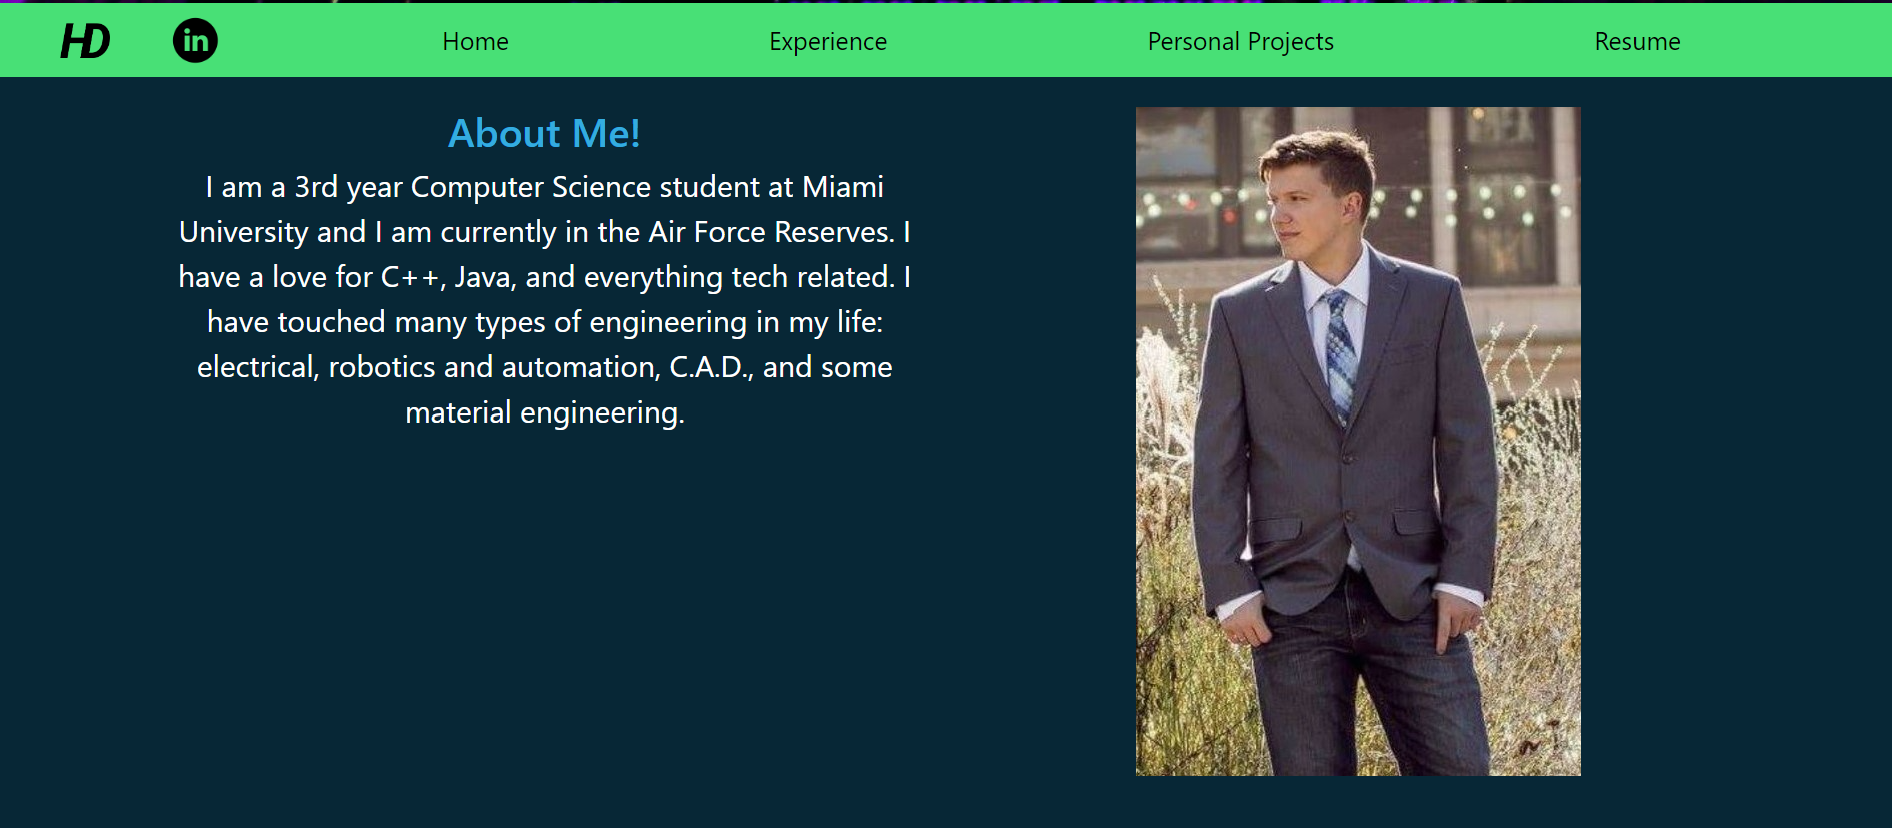 HD in Home Experience Personal Projects Resume
About Me!
I am a 3rd year Computer Science student at Miami
University and I am currently in the Air Force Reserves. I
have a love for C++, Java, and everything tech related. I
have touched many types of engineering in my life:
electrical, robotics and automation, C.A.D., and some
material engineering.